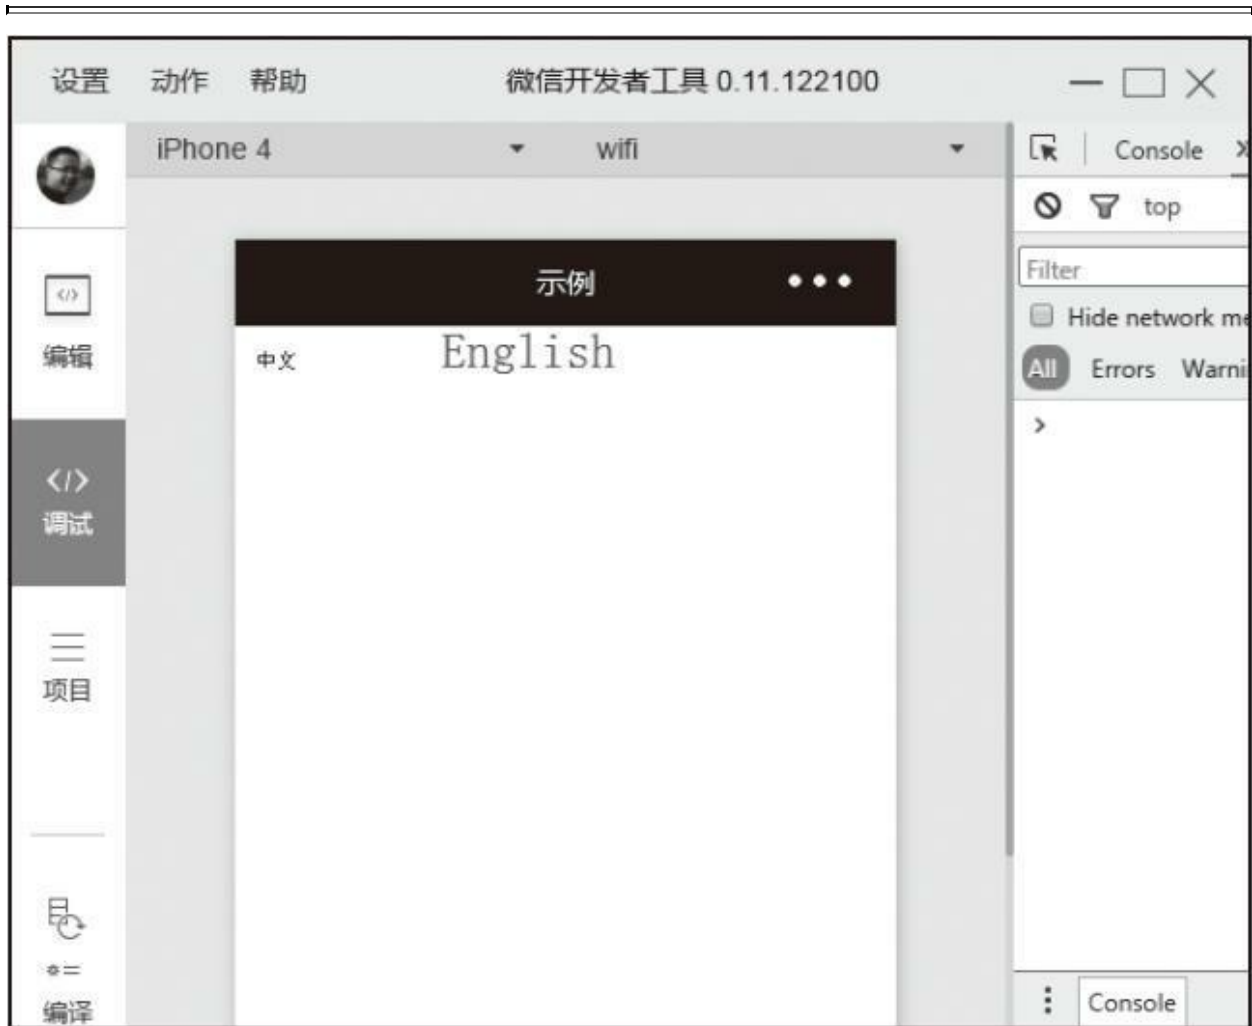 设置 动作 帮助 微信开发者工具 0.11.122100
iPhone 4 wifi
Console
top
Filter
Hide network me
All Errors Warni
示例
中文 English
编辑
</>
调试
项目
编译
Console